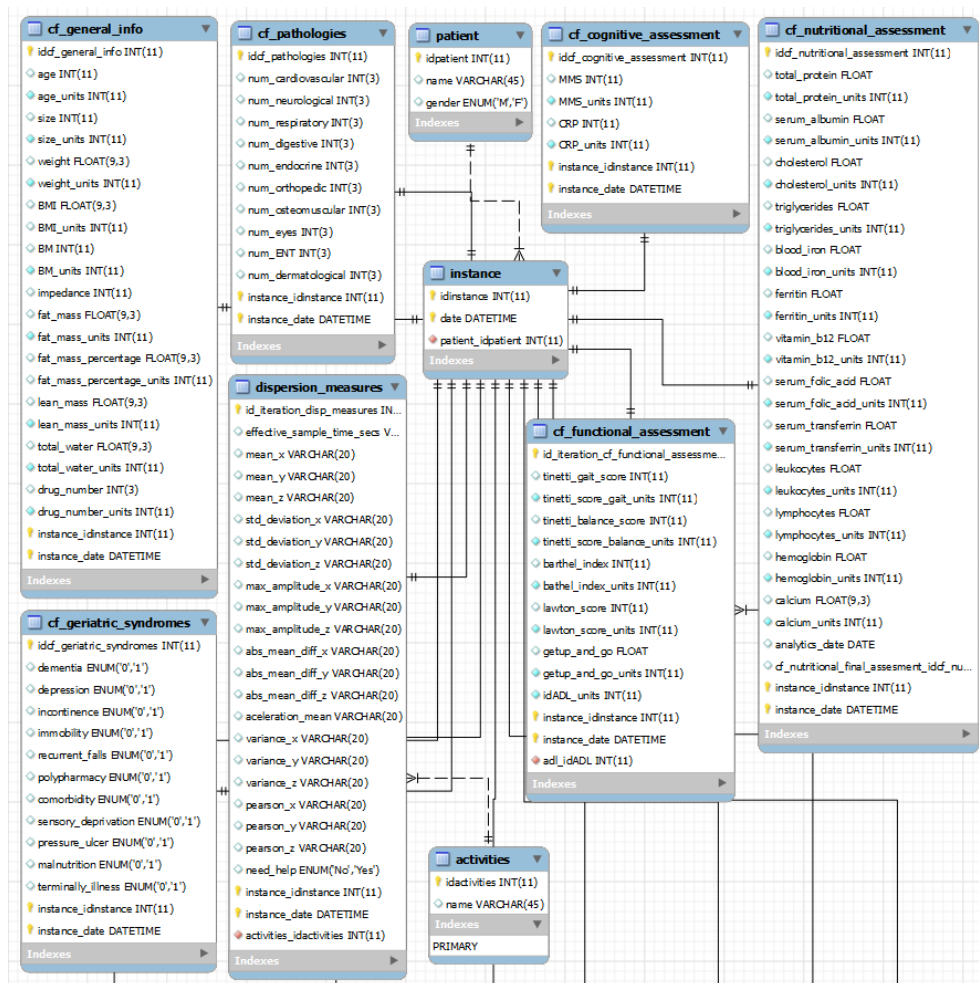 cf_general_info
idcf_general_info INT(11)
age INT(11)
age_units INT(11)
size INT(11)
size_units INT(11)
weight FLOAT(9,3)
weight_units INT(11)
BMI FLOAT(9,3)
BMI_units INT(11)
BM INT(11)
BM_units INT(11)
impedance INT(11)
fat_mass FLOAT(9,3)
fat_mass_units INT(11)
fat_mass_percentage FLOAT(9,3)
fat_mass_percentage_units INT(11)
lean_mass FLOAT(9,3)
lean_mass_units INT(11)
total_water FLOAT(9,3)
total_water_units INT(11)
drug_number INT(3)
drug_number_units INT(11)
instance_idinstance INT(11)
instance_date DATETIME
Indexes
cf_pathologies
idcf_pathologies INT(11)
num_cardiovascular INT(3)
num_neurological INT(3)
num_respiratory INT(3)
num_digestive INT(3)
num_endocrine INT(3)
num_orthopedic INT(3)
num_osteomuscular INT(3)
num_eyes INT(3)
num_ENT INT(3)
num_dermatological INT(3)
instance_idinstance INT(11)
instance_date DATETIME
Indexes
patient
idpatient INT(11)
name VARCHAR(45)
gender ENUM('M','F')
Indexes
cf_cognitive_assessment
idcf_cognitive_assessment INT(11)
MMS INT(11)
MMS_units INT(11)
CRP INT(11)
CRP_units INT(11)
instance_idinstance INT(11)
instance_date DATETIME
Indexes
cf_nutritional_assessment
idcf_nutritional_assessment INT(11)
total_protein FLOAT
total_protein_units INT(11)
serum_albumin FLOAT
serum_albumin_units INT(11)
cholesterol FLOAT
cholesterol_units INT(11)
triglycerides FLOAT
triglycerides_units INT(11)
blood_iron FLOAT
blood_iron_units INT(11)
ferritin FLOAT
ferritin_units INT(11)
vitamin_b12 FLOAT
vitamin_b12_units INT(11)
serum_folic_acid FLOAT
serum_folic_acid_units INT(11)
serum_transferrin FLOAT
serum_transferrin_units INT(11)
leukocytes FLOAT
leukocytes_units INT(11)
lymphocytes FLOAT
lymphocytes_units INT(11)
hemoglobin FLOAT
hemoglobin_units INT(11)
calcium FLOAT(9,3)
calcium_units INT(11)
analytics_date DATE
cf_nutritional_final_assesment_idcf_nu...
instance_idinstance INT(11)
instance_date DATETIME
Indexes
instance
idinstance INT(11)
date DATETIME
patient_idpatient INT(11)
Indexes
dispersion_measures
id_iteration_disp_measures IN...
effective_sample_time_secs V...
mean_x VARCHAR(20)
mean_y VARCHAR(20)
mean_z VARCHAR(20)
std_deviation_x VARCHAR(20)
std_deviation_y VARCHAR(20)
std_deviation_z VARCHAR(20)
max_amplitude_x VARCHAR(20)
max_amplitude_y VARCHAR(20)
max_amplitude_z VARCHAR(20)
abs_mean_diff_x VARCHAR(20)
abs_mean_diff_y VARCHAR(20)
abs_mean_diff_z VARCHAR(20)
aceleration_mean VARCHAR(20)
variance_x VARCHAR(20)
variance_y VARCHAR(20)
variance_z VARCHAR(20)
pearson_x VARCHAR(20)
pearson_y VARCHAR(20)
pearson_z VARCHAR(20)
need_help ENUM('No','Yes')
instance_idinstance INT(11)
instance_date DATETIME
activities_idactivities INT(11)
Indexes
cf_functional_assessment
id_iteration_cf_functional_assessme...
tinetti_gait_score INT(11)
tinetti_score_gait_units INT(11)
tinetti_balance_score INT(11)
tinetti_score_balance_units INT(11)
barthel_index INT(11)
bathel_index_units INT(11)
lawton_score INT(11)
lawton_score_units INT(11)
getup_and_go FLOAT
getup_and_go_units INT(11)
idADL_units INT(11)
instance_idinstance INT(11)
instance_date DATETIME
adl_idADL INT(11)
Indexes
cf_geriatric_syndromes
idcf_geriatric_syndromes INT(11)
dementia ENUM('0','1')
depression ENUM('0','1')
incontinence ENUM('0','1')
immobility ENUM('0','1')
recurrent_falls ENUM('0','1')
polypharmacy ENUM('0','1')
comorbidity ENUM('0','1')
sensory_deprivation ENUM('0','1')
pressure_ulcer ENUM('0','1')
malnutrition ENUM('0','1')
terminally_illness ENUM('0','1')
instance_idinstance INT(11)
instance_date DATETIME
Indexes
activities
idactivities INT(11)
name VARCHAR(45)
Indexes
PRIMARY